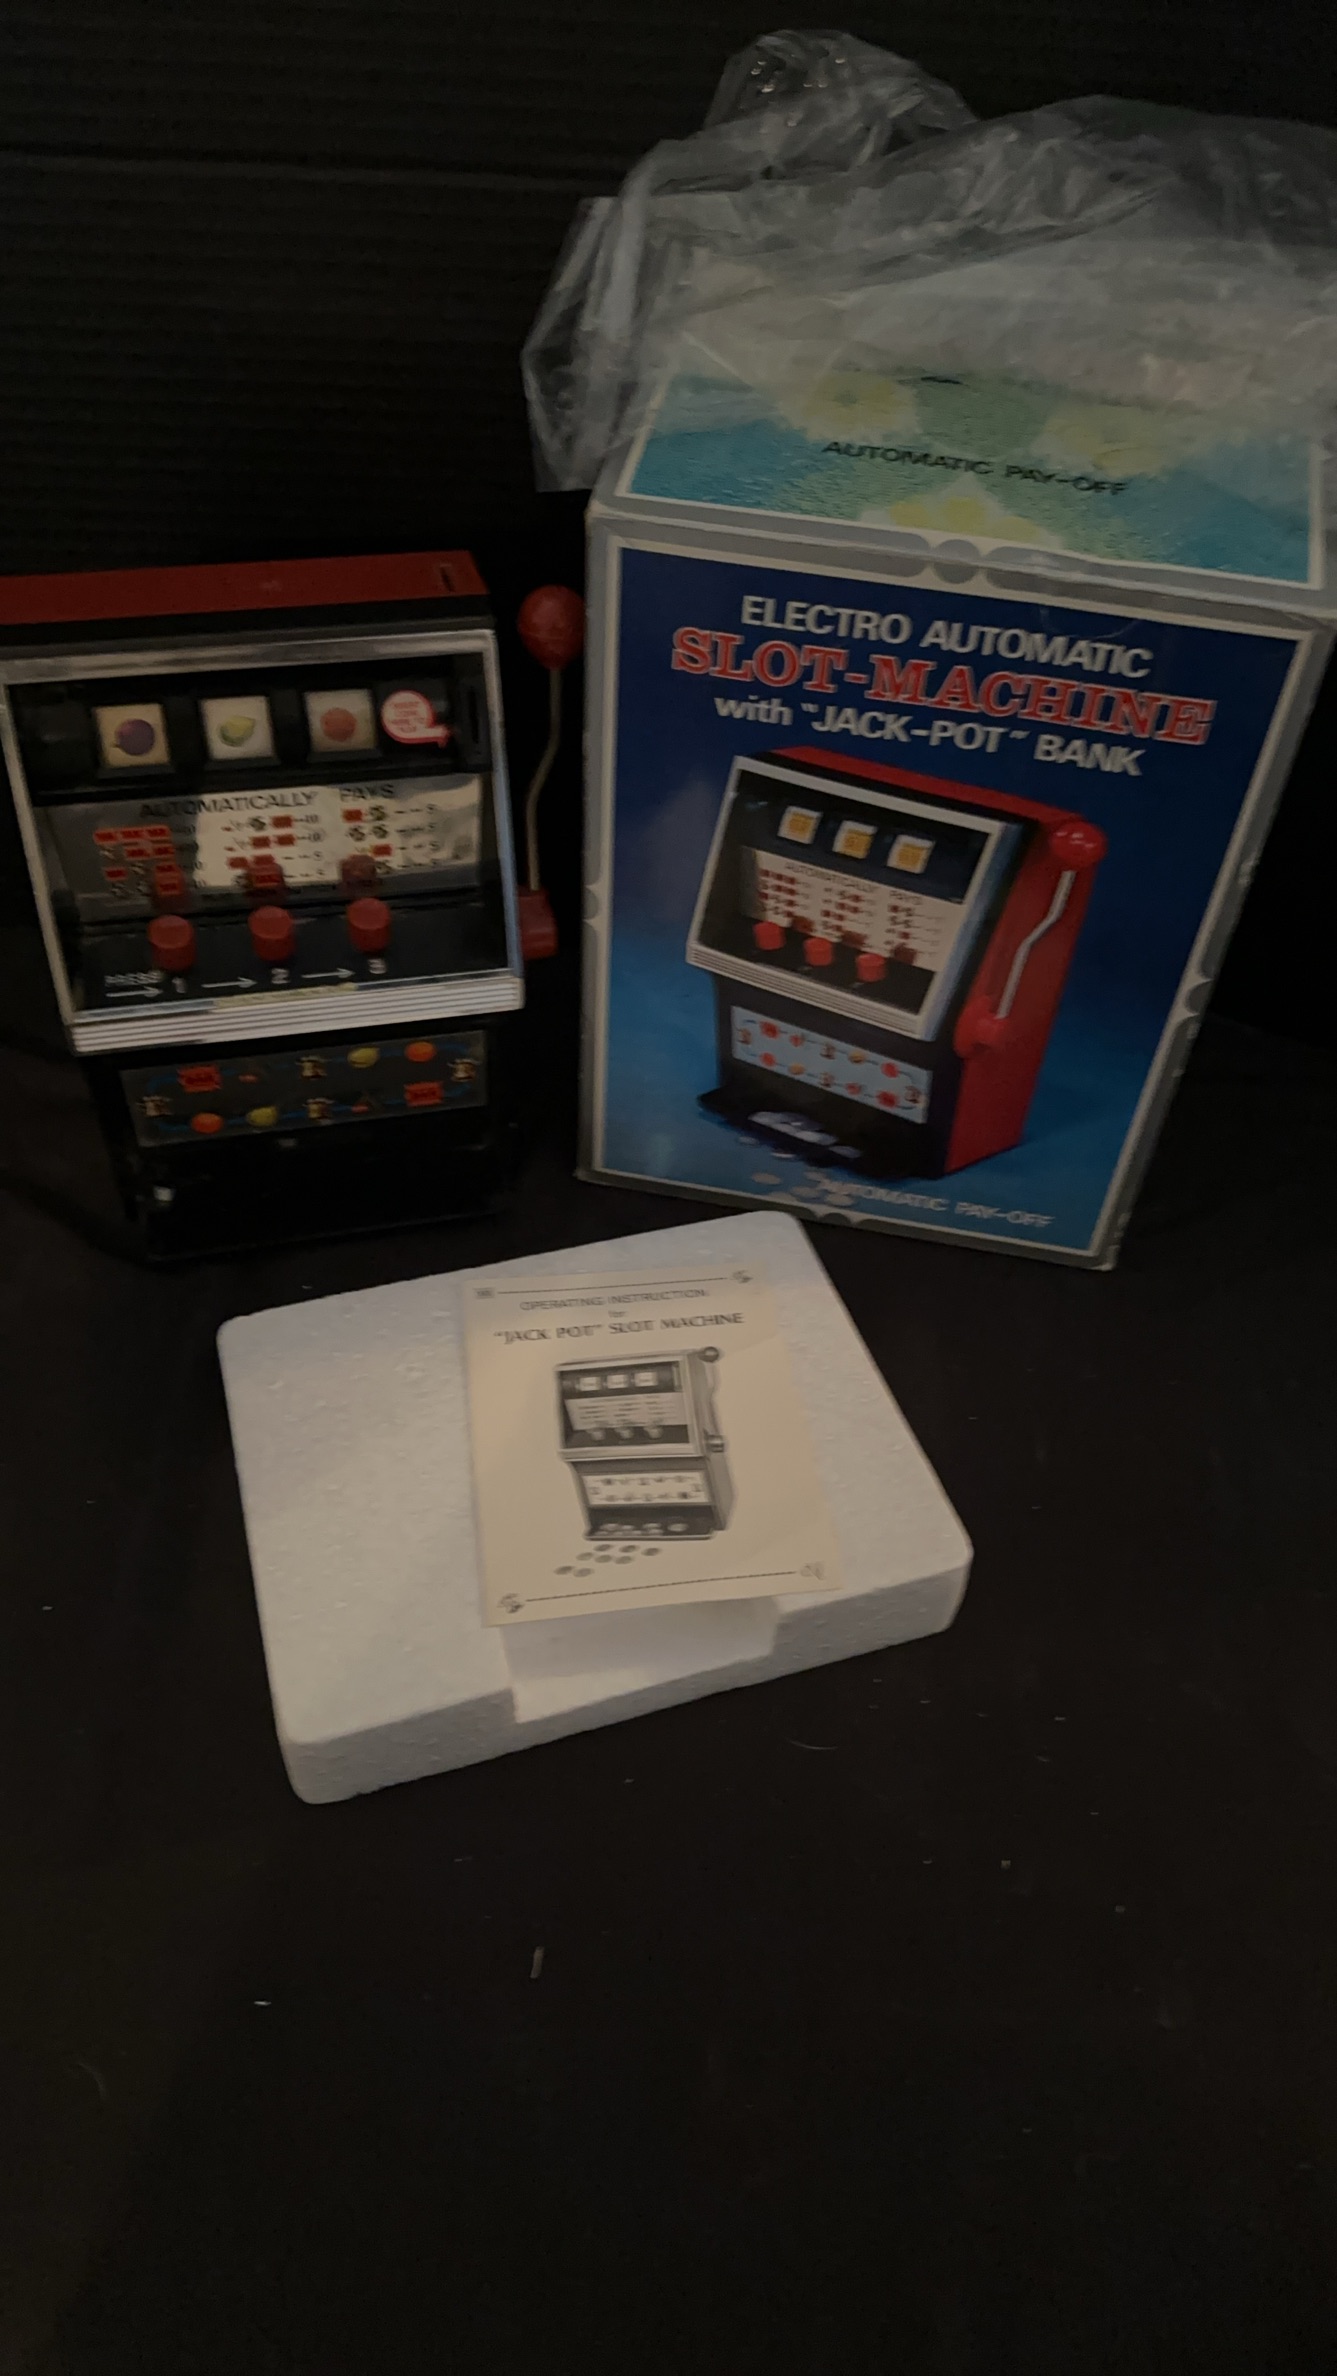 AUTOMATIC PAY-OFF
ELECTRO AUTOMATIC
SLOT-MACHINE
with "JACK-POT" BANK
AUTOMATICALLY PAYS
AUTOMATIC PAY-OFF
AUTOMATICALLY PAYS
PRESS 1 2 3
OPERATING INSTRUCTION
for
"JACK POT" SLOT MACHINE